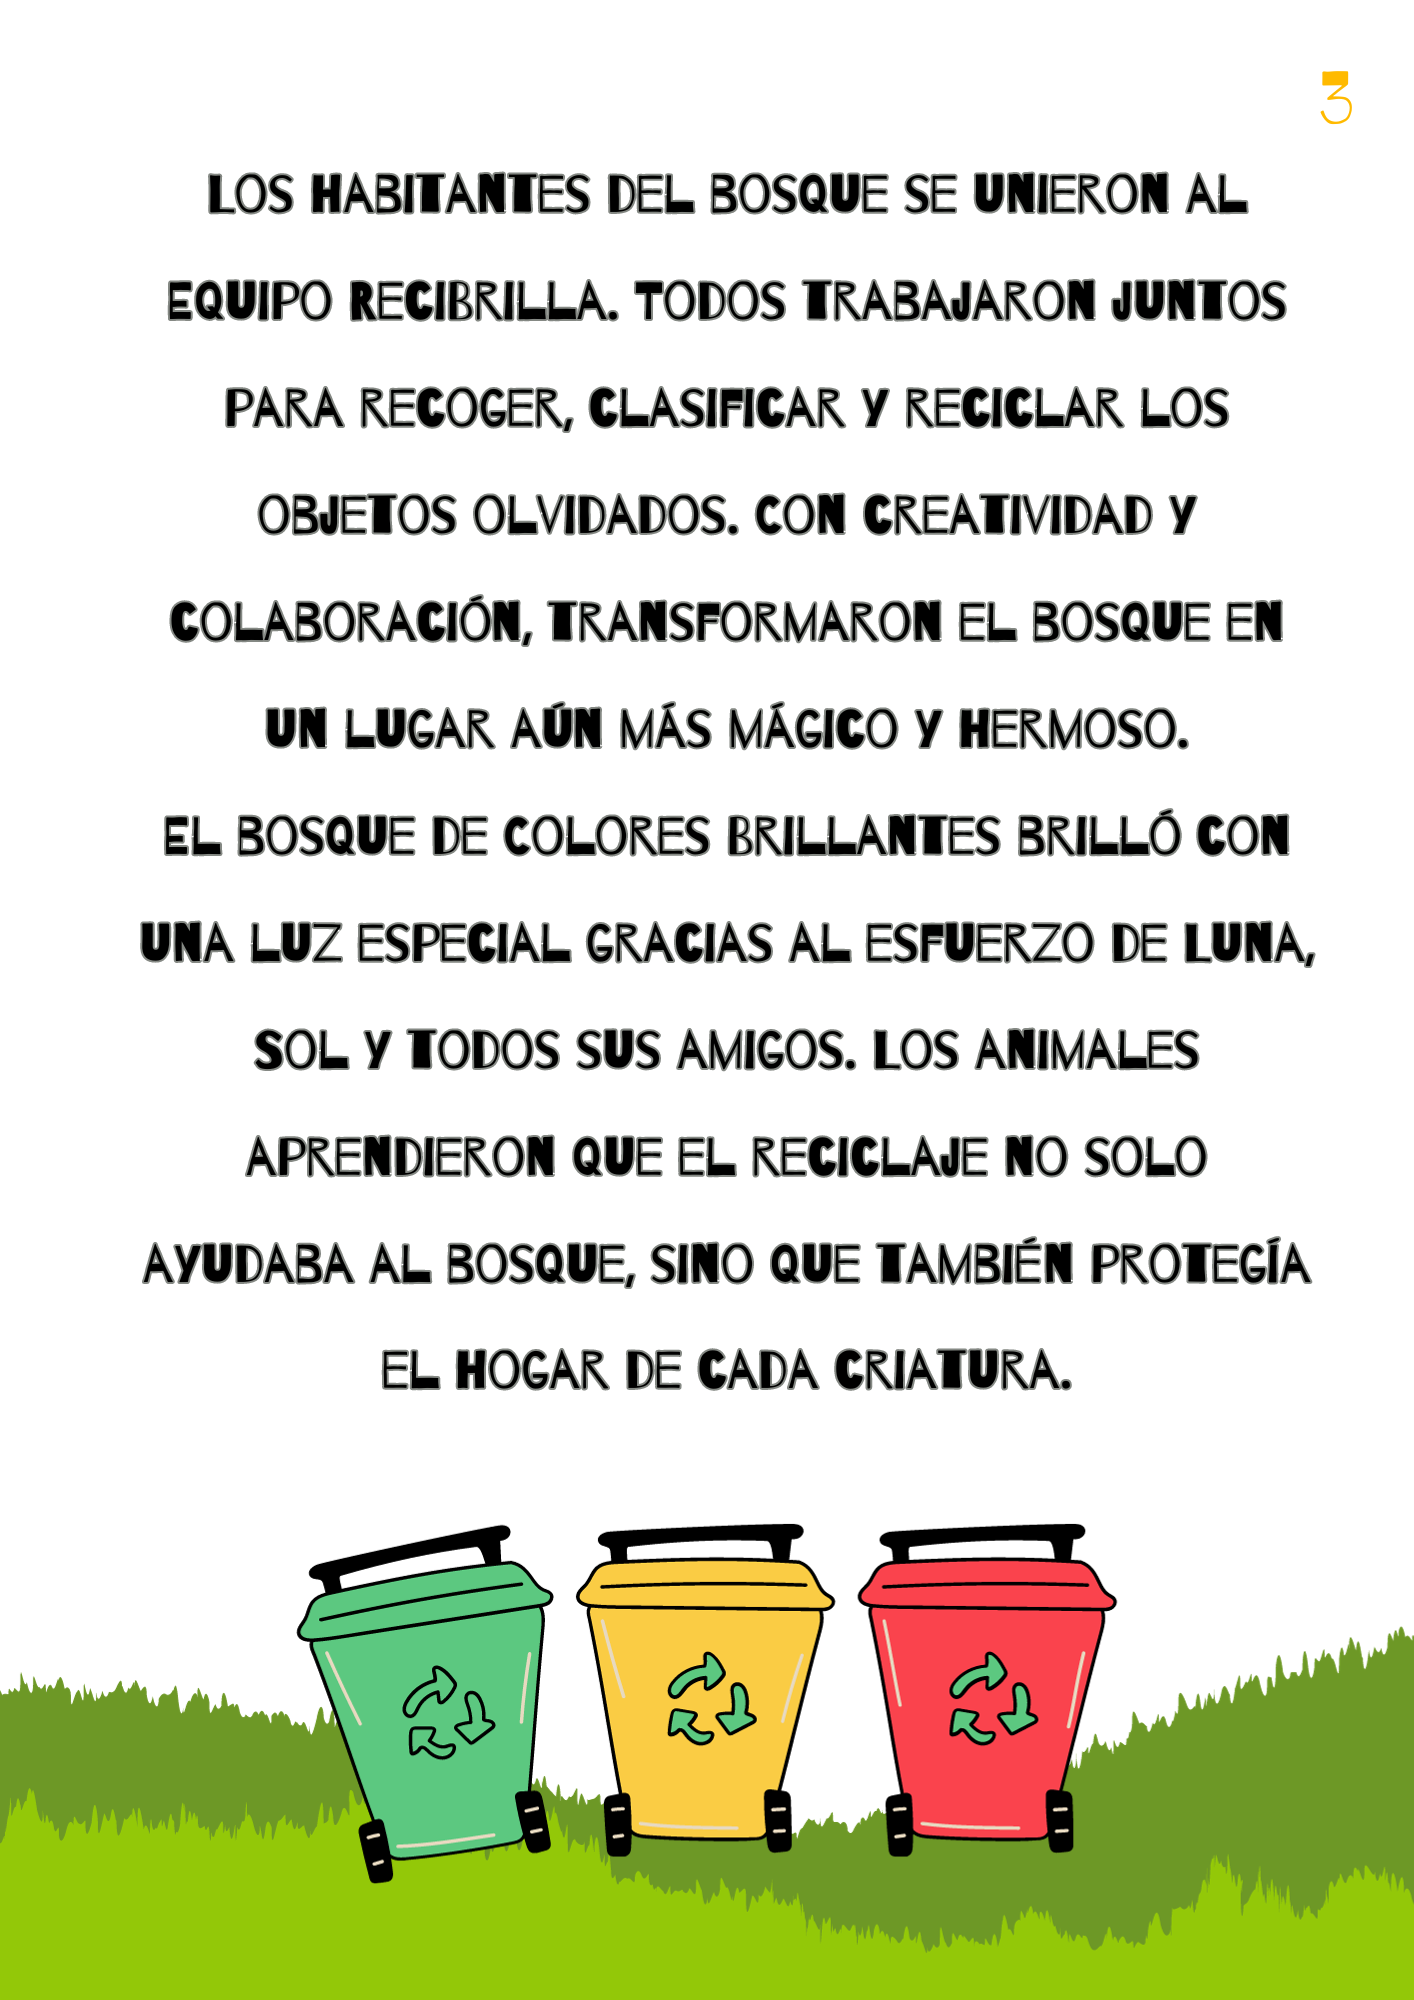 3
LOS HABITANTES DEL BOSQUE SE UNIERON AL
EQUIPO RECIBRILLA. TODOS TRABAJARON JUNTOS
PARA RECOGER, CLASIFICAR Y RECICLAR LOS
OBJETOS OLVIDADOS. CON CREATIVIDAD Y
COLABORACIÓN, TRANSFORMARON EL BOSQUE EN
UN LUGAR AÚN MÁS MÁGICO Y HERMOSO.
EL BOSQUE DE COLORES BRILLANTES BRILLÓ CON
UNA LUZ ESPECIAL GRACIAS AL ESFUERZO DE LUNA,
SOL Y TODOS SUS AMIGOS. LOS ANIMALES
APRENDIERON QUE EL RECICLAJE NO SOLO
AYUDABA AL BOSQUE, SINO QUE TAMBIÉN PROTEGÍA
EL HOGAR DE CADA CRIATURA.